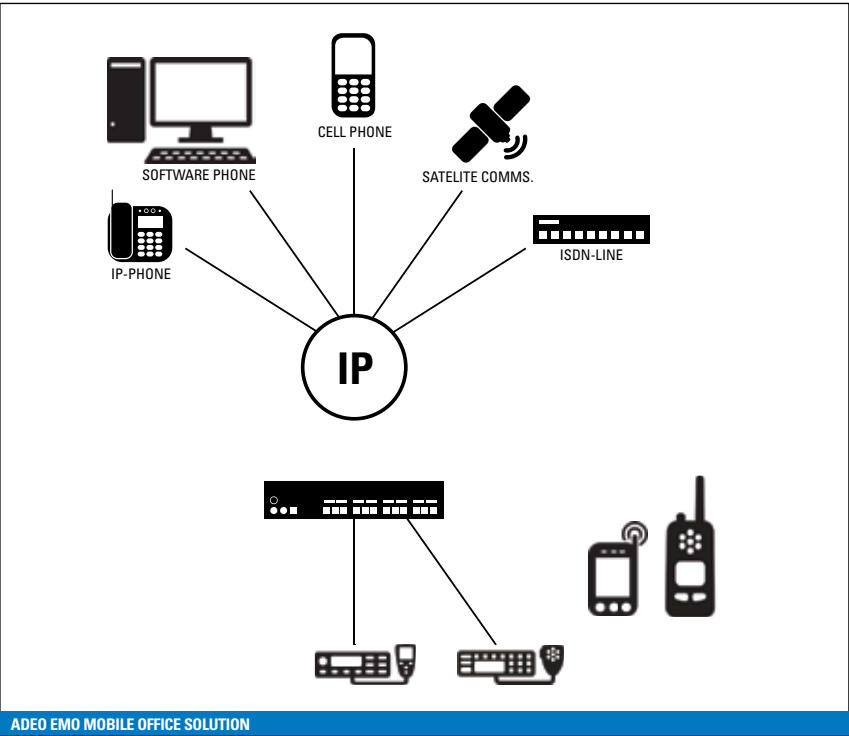 CELL PHONE
SOFTWARE PHONE
SATELITE COMMS.
IP-PHONE
ISDN-LINE
IP
ADEO EMO MOBILE OFFICE SOLUTION